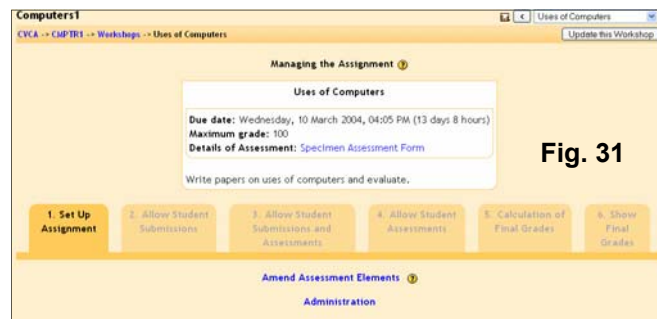 Computers1
< Uses of Computers
CVCA -> CMPTR1 -> Workshops -> Uses of Computers
Update this Workshop
Managing the Assignment ?
Uses of Computers
Due date: Wednesday, 10 March 2004, 04:05 PM (13 days 8 hours)
Maximum grade: 100
Details of Assessment: Specimen Assessment Form
Write papers on uses of computers and evaluate.
Fig. 31
1. Set Up Assignment
2. Allow Student Submissions
3. Allow Student Submissions and Assessments
4. Allow Student Assessments
5. Calculation of Final Grades
6. Show Final Grades
Amend Assessment Elements ?
Administration